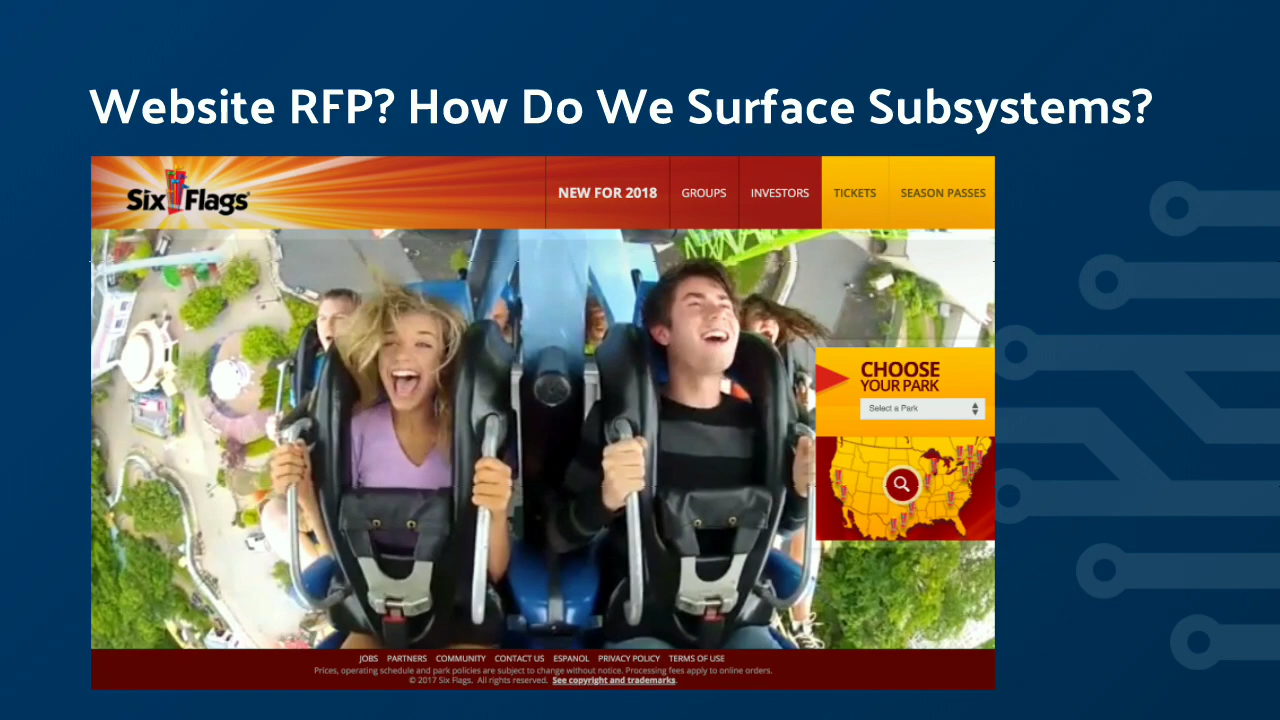 Website RFP? How Do We Surface Subsystems?
Six Flags
NEW FOR 2018 GROUPS INVESTORS TICKETS SEASON PASSES
CHOOSE
YOUR PARK
Select a Park
JOBS PARTNERS COMMUNITY CONTACT US ESPANOL PRIVACY POLICY TERMS OF USE
Prices, operating schedule and park policies are subject to change without notice. Processing fees apply to online orders.
© 2017 Six Flags. All rights reserved. See copyright and trademarks.